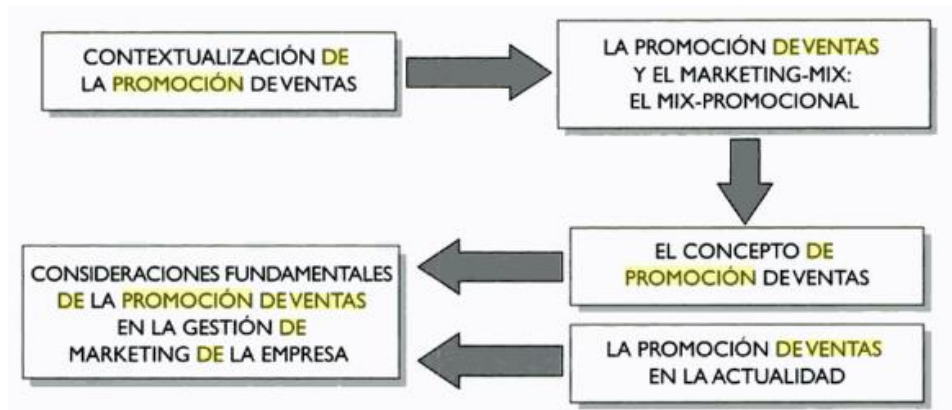 CONTEXTUALIZACIÓN DE
LA PROMOCIÓN DE VENTAS
LA PROMOCIÓN DE VENTAS
Y EL MARKETING-MIX:
EL MIX-PROMOCIONAL
EL CONCEPTO DE
PROMOCIÓN DE VENTAS
CONSIDERACIONES FUNDAMENTALES
DE LA PROMOCIÓN DE VENTAS
EN LA GESTIÓN DE
MARKETING DE LA EMPRESA
LA PROMOCIÓN DE VENTAS
EN LA ACTUALIDAD